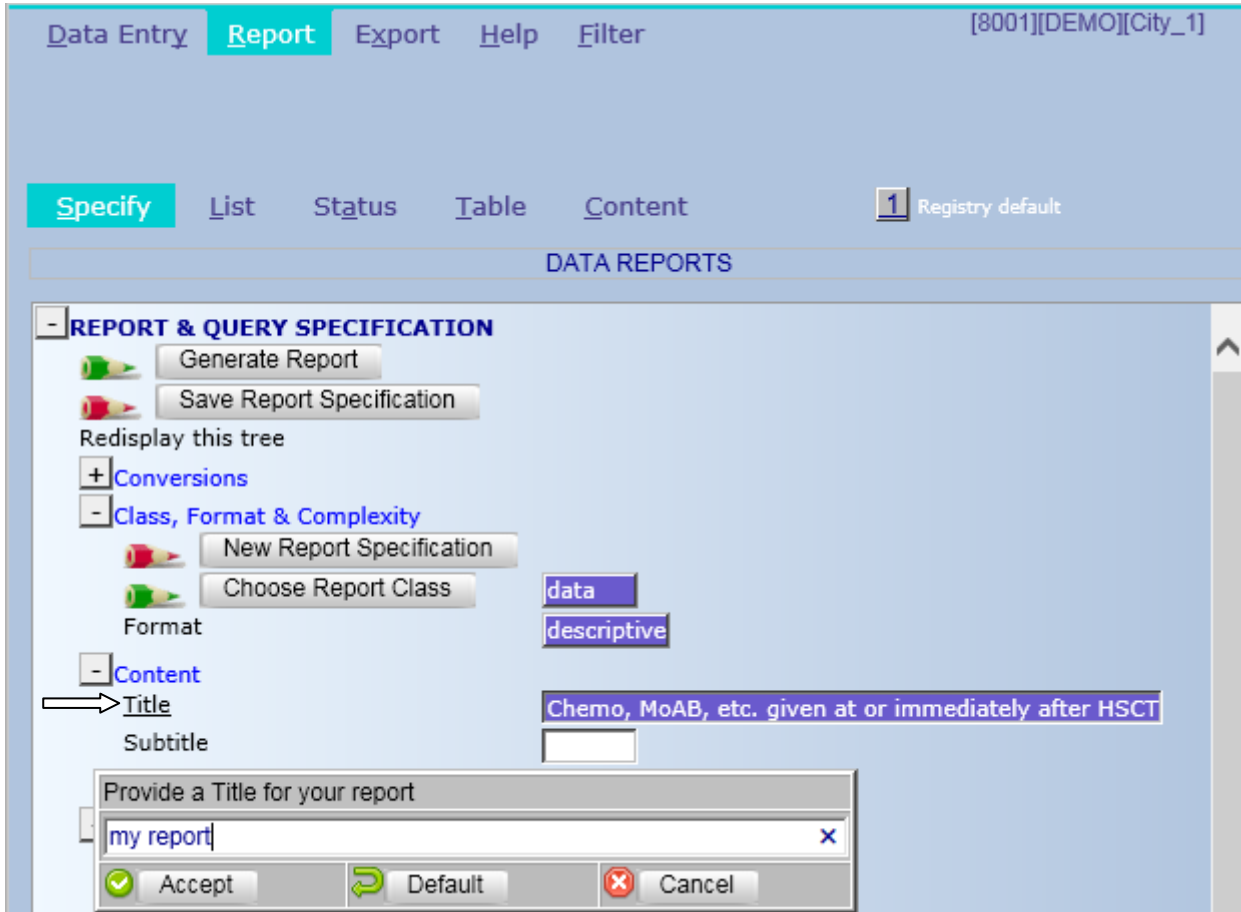 Data Entry Report Export Help Filter [8001][DEMO][City_1]
Specify List Status Table Content 1 Registry default
DATA REPORTS
- REPORT & QUERY SPECIFICATION
Generate Report
Save Report Specification
Redisplay this tree
+ Conversions
- Class, Format & Complexity
New Report Specification
Choose Report Class data
Format descriptive
- Content
Title Chemo, MoAB, etc. given at or immediately after HSCT
Subtitle
Provide a Title for your report
my report ×
Accept Default Cancel